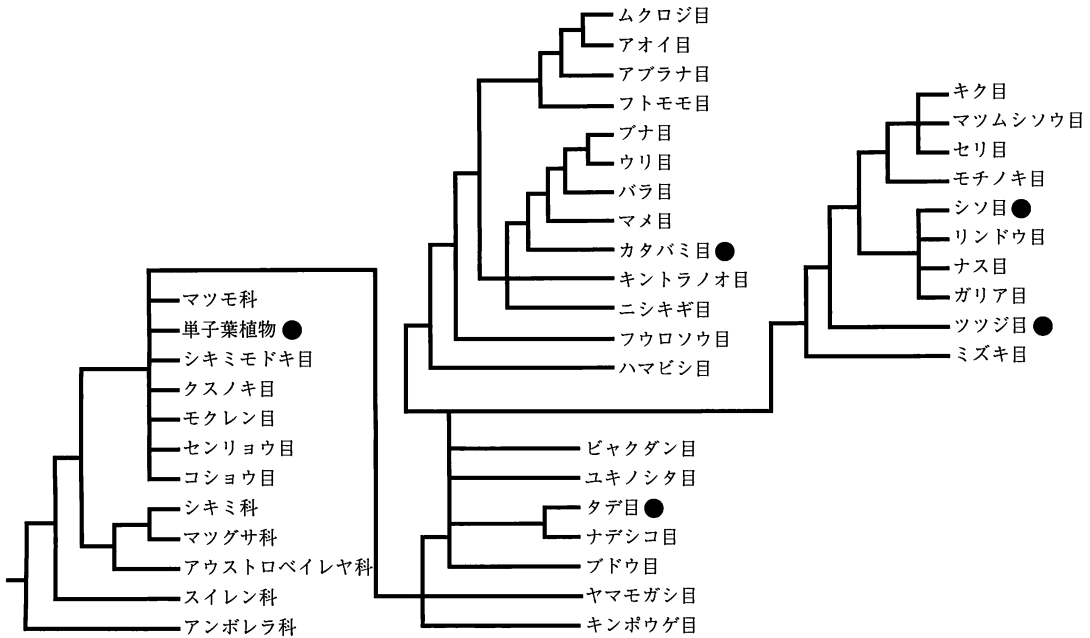 ムクロジ目
アオイ目
アブラナ目
フトモモ目
ブナ目
ウリ目
バラ目
マメ目
カタバミ目●
キントラノオ目
ニシキギ目
フウロソウ目
ハマビシ目
キク目
マツムシソウ目
セリ目
モチノキ目
シソ目●
リンドウ目
ナス目
ガリア目
ツツジ目●
ミズキ目
マツモ科
単子葉植物●
シキミモドキ目
クスノキ目
モクレン目
センリョウ目
コショウ目
シキミ科
マツグサ科
アウストロベイレヤ科
スイレン科
アンボレラ科
ビャクダン目
ユキノシタ目
タデ目●
ナデシコ目
ブドウ目
ヤマモガシ目
キンポウゲ目